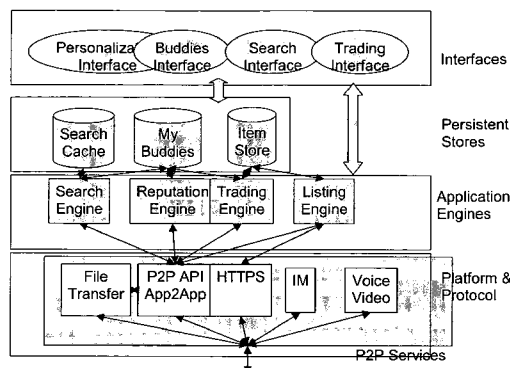 Personaliza
Interface
Buddies
Interface
Search
Interface
Trading
Interface
Interfaces
Search
Cache
My
Buddies
Item
Store
Persistent
Stores
Search
Engine
Reputation
Engine
Trading
Engine
Listing
Engine
Application
Engines
File
Transfer
P2P API
App2App
HTTPS
IM
Voice
Video
Platform &
Protocol
P2P Services